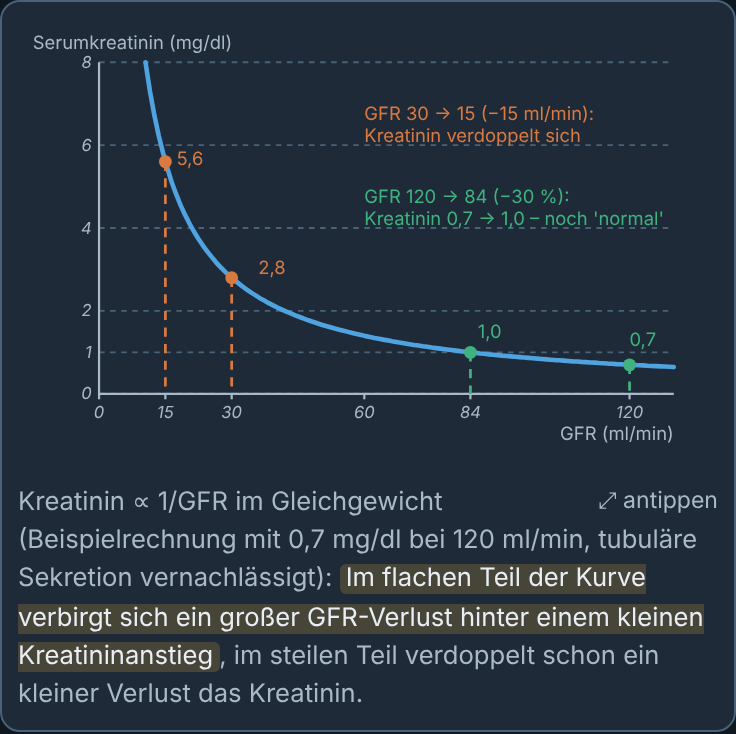 Serumkreatinin (mg/dl)
8
GFR 30 → 15 (−15 ml/min):
Kreatinin verdoppelt sich
6
5,6
GFR 120 → 84 (−30 %):
Kreatinin 0,7 → 1,0 – noch 'normal'
4
2,8
2
1,0
0,7
1
0
0 15 30 60 84 120
GFR (ml/min)
Kreatinin ∝ 1/GFR im Gleichgewicht
⤢ antippen
(Beispielrechnung mit 0,7 mg/dl bei 120 ml/min, tubuläre
Sekretion vernachlässigt): Im flachen Teil der Kurve
verbirgt sich ein großer GFR-Verlust hinter einem kleinen
Kreatininanstieg, im steilen Teil verdoppelt schon ein
kleiner Verlust das Kreatinin.